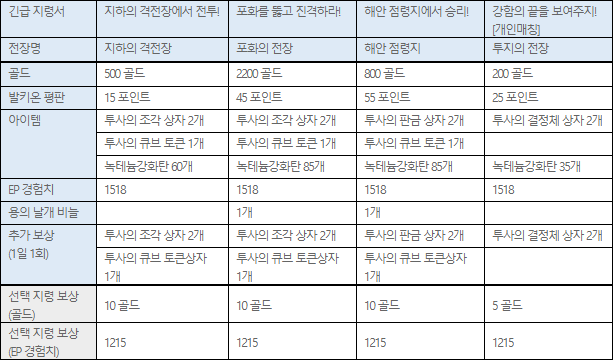 긴급 지령서 지하의 격전장에서 전투! 포화를 뚫고 진격하라! 해안 점령지에서 승리! 강함의 끝을 보여주지!
[개인매칭]
전장명 지하의 격전장 포화의 전장 해안 점령지 투지의 전장
골드 500 골드 2200 골드 800 골드 200 골드
발키온 평판 15 포인트 45 포인트 55 포인트 25 포인트
아이템 투사의 조각 상자 2개 투사의 조각 상자 2개 투사의 판금 상자 2개 투사의 결정체 상자 2개
투사의 큐브 토큰 1개 투사의 큐브 토큰 1개 투사의 큐브 토큰 1개
녹테늄강화탄 60개 녹테늄강화탄 85개 녹테늄강화탄 85개 녹테늄강화탄 35개
EP 경험치 1518 1518 1518 1518
용의 날개 비늘 1개 1개
추가 보상 투사의 조각 상자 2개 투사의 조각 상자 2개 투사의 판금 상자 2개 투사의 결정체 상자 2개
(1일 1회) 투사의 큐브 토큰상자 투사의 큐브 토큰상자 투사의 큐브 토큰상자
1개 1개 1개
선택 지령 보상 10 골드 10 골드 10 골드 5 골드
(골드)
선택 지령 보상 1215 1215 1215 1215
(EP 경험치)